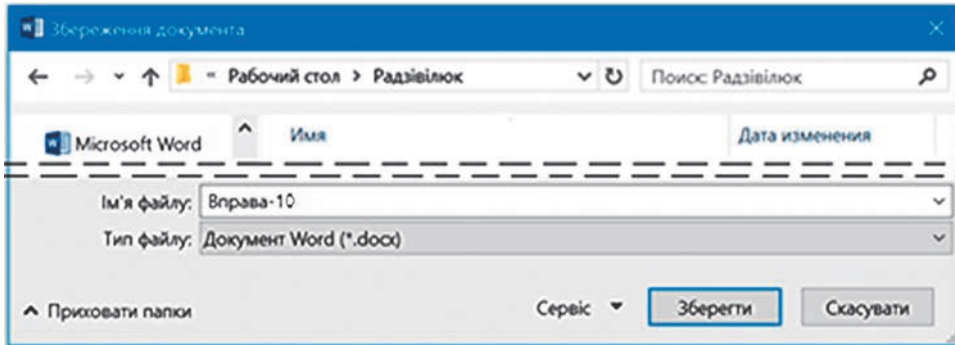 Збереження документа
« Рабочий стол > Радзівілюк Поиск: Радзівілюк
Microsoft Word Имя Дата изменения
Ім'я файлу: Вправа-10
Тип файлу: Документ Word (*.docx)
Приховати папки Сервіс Зберегти Скасувати